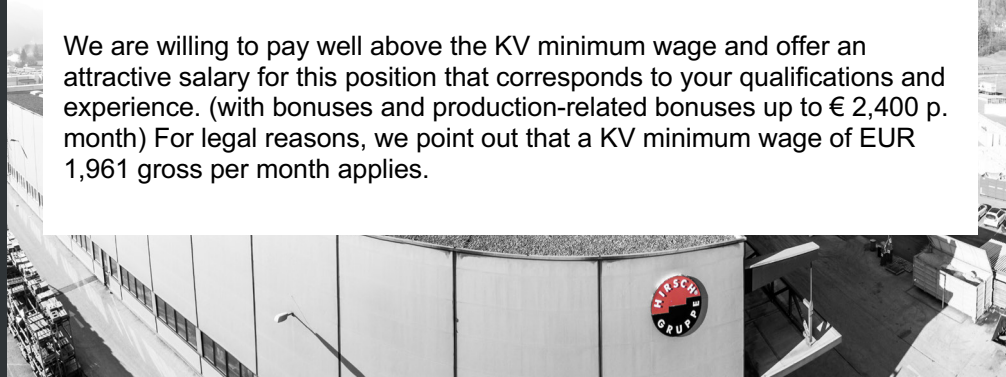 We are willing to pay well above the KV minimum wage and offer an
attractive salary for this position that corresponds to your qualifications and
experience. (with bonuses and production-related bonuses up to € 2,400 p.
month) For legal reasons, we point out that a KV minimum wage of EUR
1,961 gross per month applies.
HIRSCH
GRUPPE